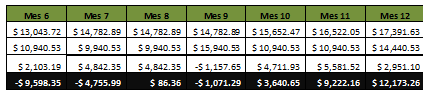 Mes 6 Mes 7 Mes 8 Mes 9 Mes 10 Mes 11 Mes 12
$ 13,043.72 $ 14,782.89 $ 14,782.89 $ 14,782.89 $ 15,652.47 $ 16,522.05 $ 17,391.63
$ 10,940.53 $ 9,940.53 $ 9,940.53 $ 15,940.53 $ 10,940.53 $ 10,940.53 $ 14,440.53
$ 2,103.19 $ 4,842.35 $ 4,842.35 -$ 1,157.65 $ 4,711.93 $ 5,581.52 $ 2,951.10
-$ 9,598.35 -$ 4,755.99 $ 86.36 -$ 1,071.29 $ 3,640.65 $ 9,222.16 $ 12,173.26